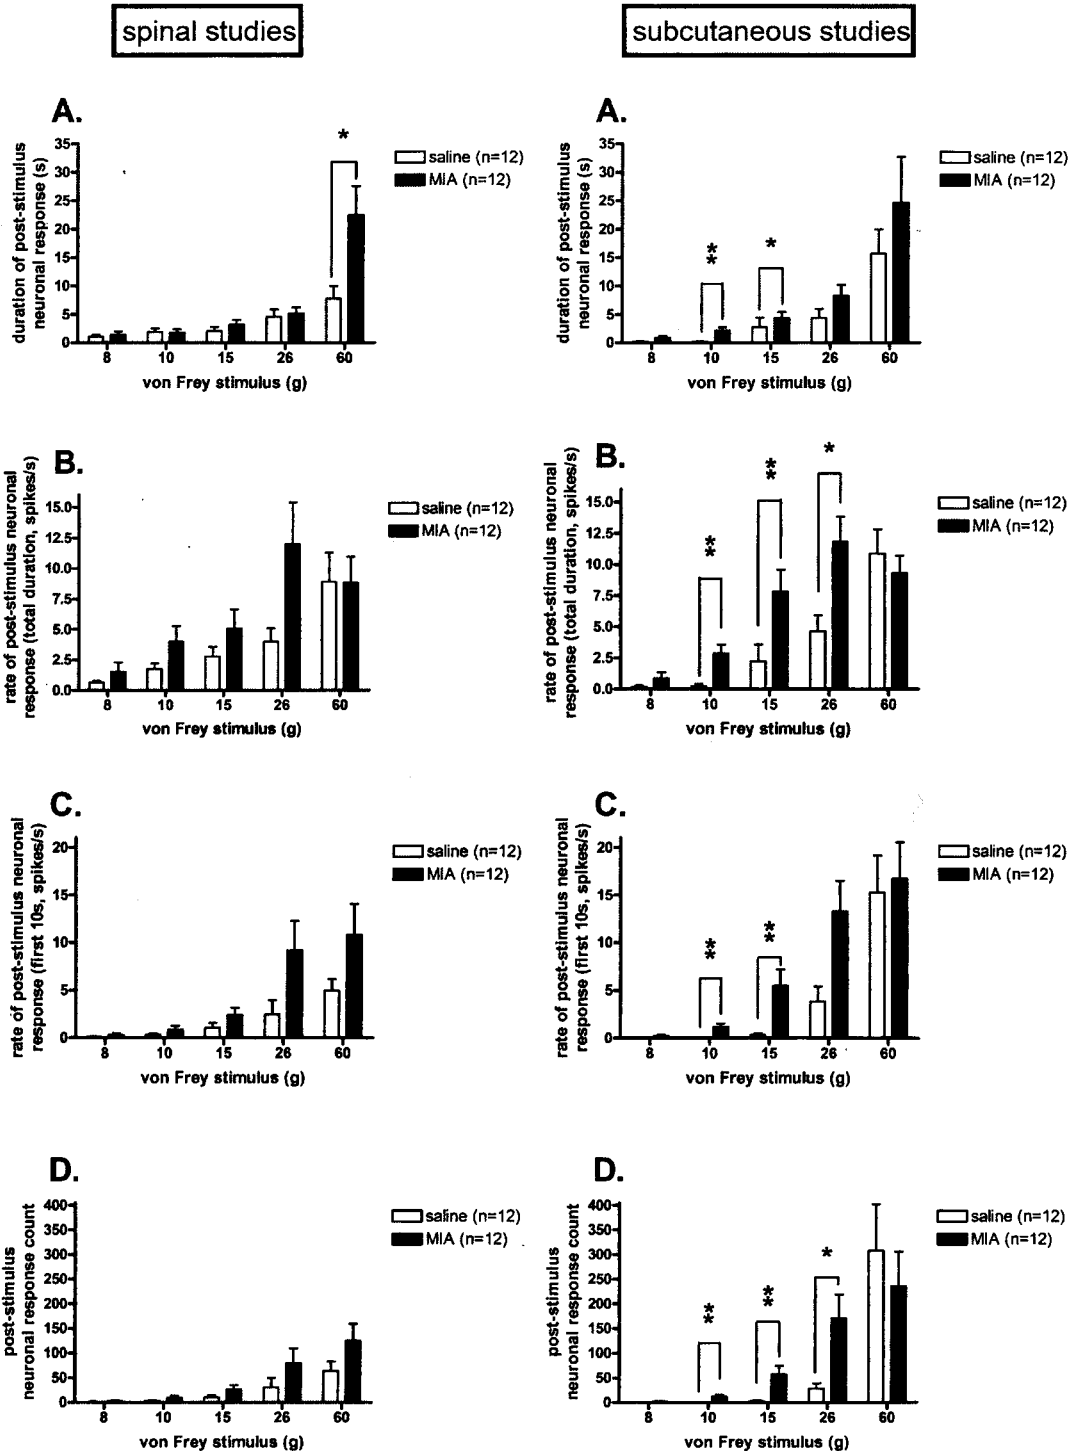 spinal studies
subcutaneous studies
A.
duration of post-stimulus
neuronal response (s)
35
30
25
20
15
10
5
0
*
saline (n=12)
MIA (n=12)
8 10 15 26 60
von Frey stimulus (g)
A.
duration of post-stimulus
neuronal response (s)
35
30
25
20
15
10
5
0
**
*
saline (n=12)
MIA (n=12)
8 10 15 26 60
von Frey stimulus (g)
B.
rate of post-stimulus neuronal
response (total duration, spikes/s)
15.0
12.5
10.0
7.5
5.0
2.5
0.0
saline (n=12)
MIA (n=12)
8 10 15 26 60
von Frey stimulus (g)
B.
rate of post-stimulus neuronal
response (total duration, spikes/s)
15.0
12.5
10.0
7.5
5.0
2.5
0.0
**
**
*
saline (n=12)
MIA (n=12)
8 10 15 26 60
von Frey stimulus (g)
C.
rate of post-stimulus neuronal
response (first 10s, spikes/s)
20
15
10
5
0
saline (n=12)
MIA (n=12)
8 10 15 26 60
von Frey stimulus (g)
C.
rate of post-stimulus neuronal
response (first 10s, spikes/s)
20
15
10
5
0
**
**
saline (n=12)
MIA (n=12)
8 10 15 26 60
von Frey stimulus (g)
D.
post-stimulus
neuronal response count
400
350
300
250
200
150
100
50
0
saline (n=12)
MIA (n=12)
8 10 15 26 60
von Frey stimulus (g)
D.
post-stimulus
neuronal response count
400
350
300
250
200
150
100
50
0
**
**
*
saline (n=12)
MIA (n=12)
8 10 15 26 60
von Frey stimulus (g)